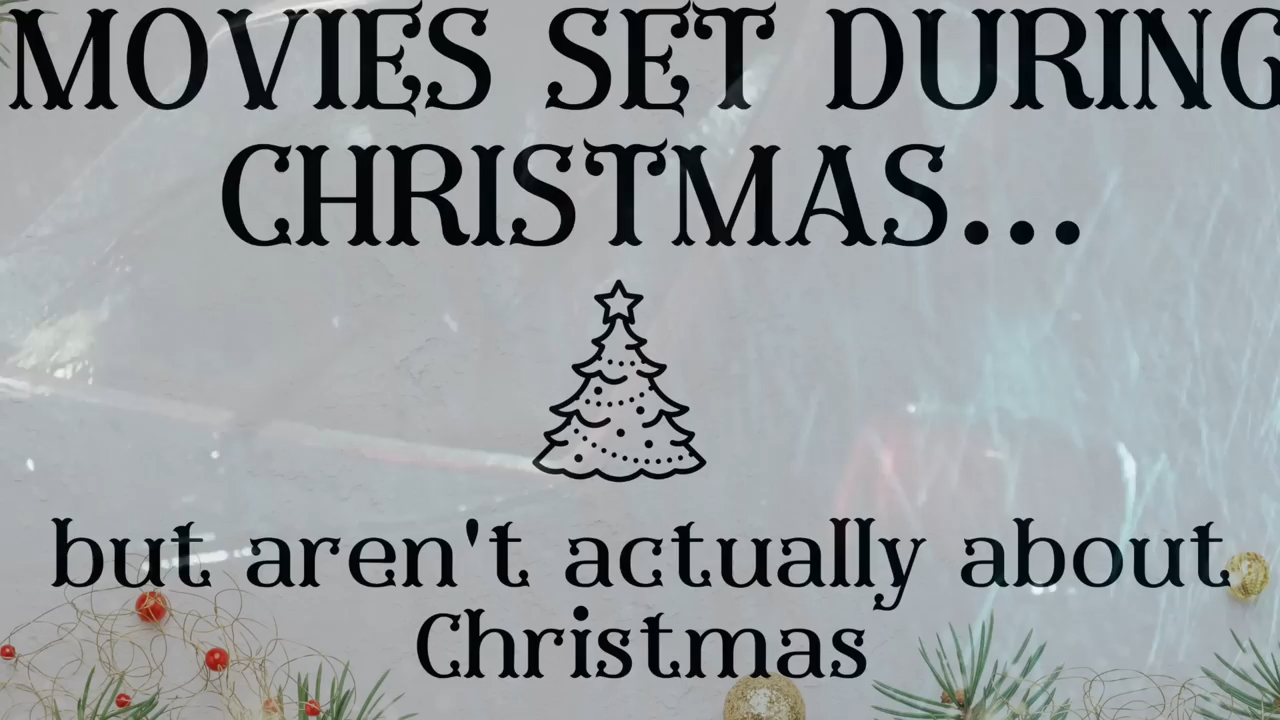 MOVIES SET DURING
CHRISTMAS...
but aren't actually about
Christmas